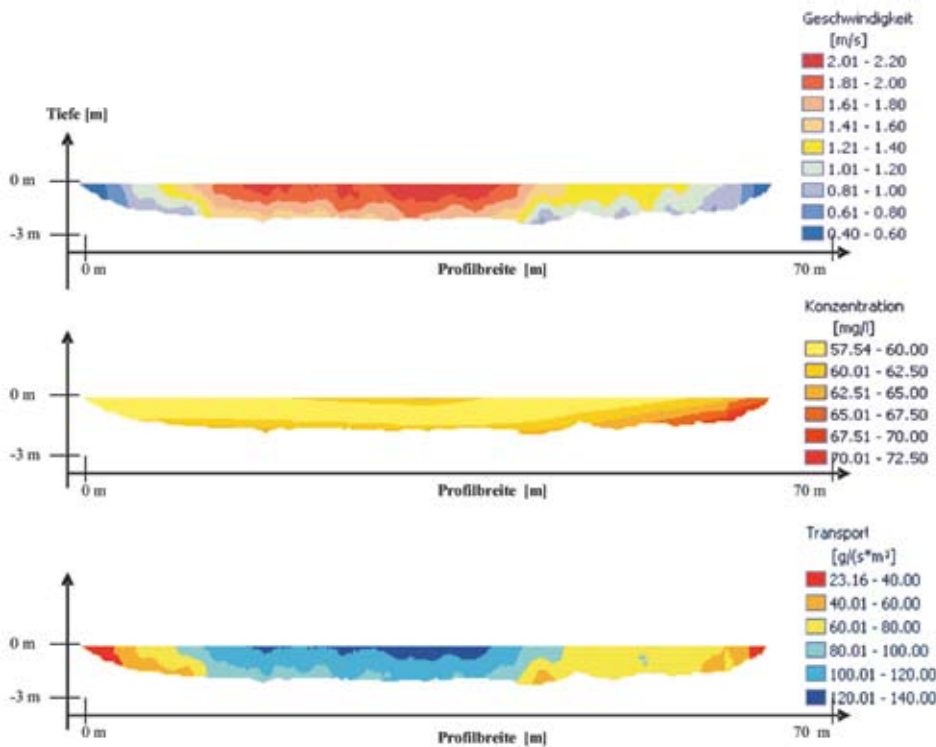 Geschwindigkeit
[m/s]
2.01 - 2.20
1.81 - 2.00
1.61 - 1.80
1.41 - 1.60
1.21 - 1.40
1.01 - 1.20
0.81 - 1.00
0.61 - 0.80
0.40 - 0.60
Tiefe [m]
0 m
-3 m
0 m
Profilbreite [m]
70 m
Konzentration
[mg/l]
57.54 - 60.00
60.01 - 62.50
62.51 - 65.00
65.01 - 67.50
67.51 - 70.00
70.01 - 72.50
0 m
-3 m
0 m
Profilbreite [m]
70 m
Transport
[g/(s*m²]
23.16 - 40.00
40.01 - 60.00
60.01 - 80.00
80.01 - 100.00
100.01 - 120.00
120.01 - 140.00
0 m
-3 m
0 m
Profilbreite [m]
70 m